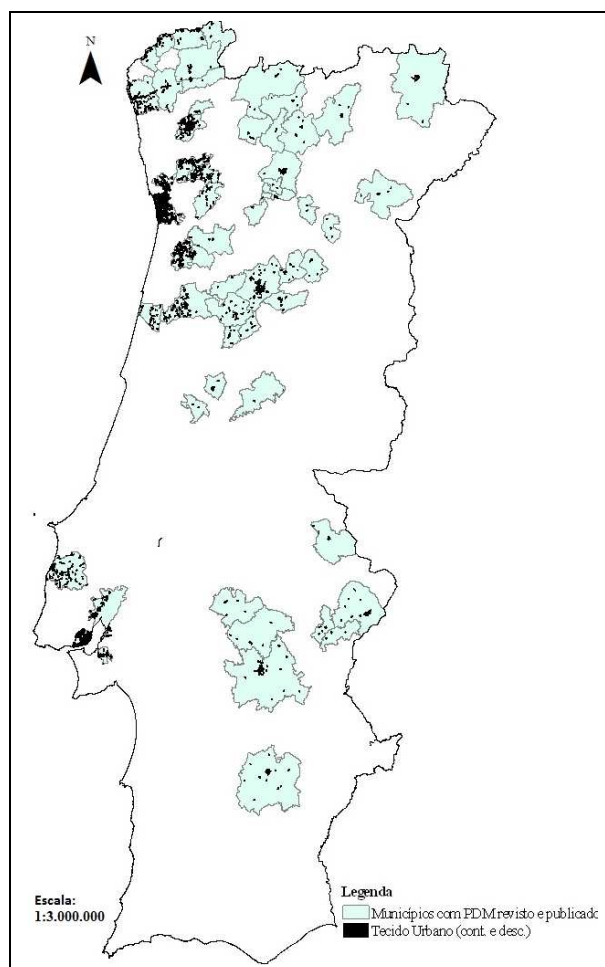 N
Escala:
1:3.000.000
Legenda
Municípios com PDM revisto e publicado
Tecido Urbano (cont. e desc.)